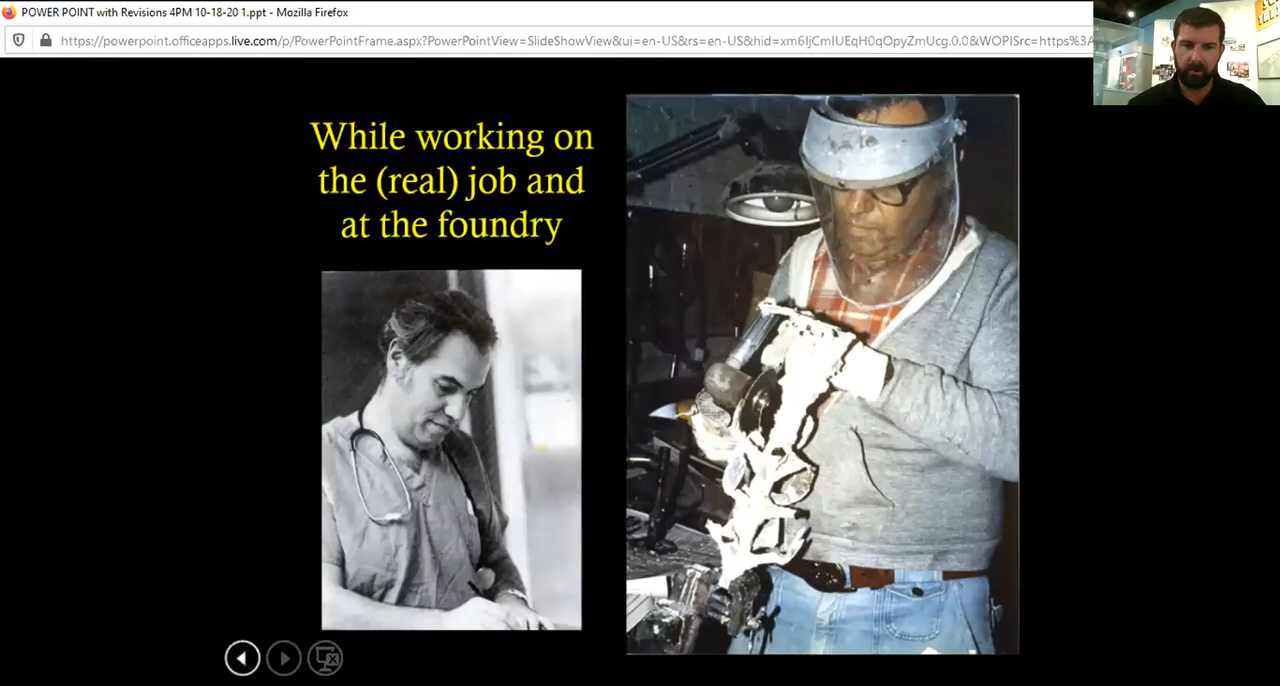 POWER POINT with Revisions 4PM 10-18-20 1.ppt - Mozilla Firefox
https://powerpoint.officeapps.live.com/p/PowerPointFrame.aspx?PowerPointView=SlideShowView&ui=en-US&rs=en-US&hid=xm6IjCmIUEqH0qOpyZmUcg.0.0&WOPISrc=https%3A
While working on
the (real) job and
at the foundry